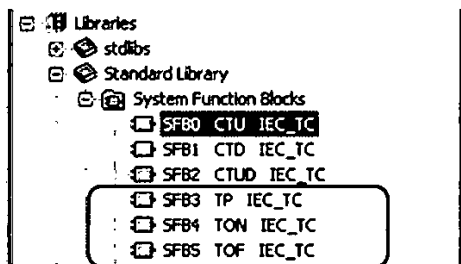 Libraries
stdlibs
Standard Library
System Function Blocks
SFB0 CTU IEC_TC
SFB1 CTD IEC_TC
SFB2 CTUD IEC_TC
SFB3 TP IEC_TC
SFB4 TON IEC_TC
SFB5 TOF IEC_TC